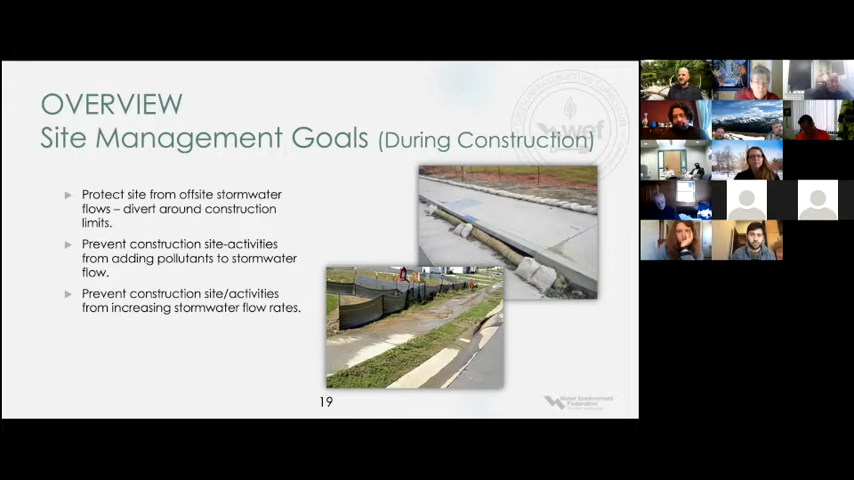 OVERVIEW
Site Management Goals (During Construction)
Protect site from offsite stormwater
flows – divert around construction
limits.
Prevent construction site-activities
from adding pollutants to stormwater
flow.
Prevent construction site/activities
from increasing stormwater flow rates.
19
Water Government
Federation
wef